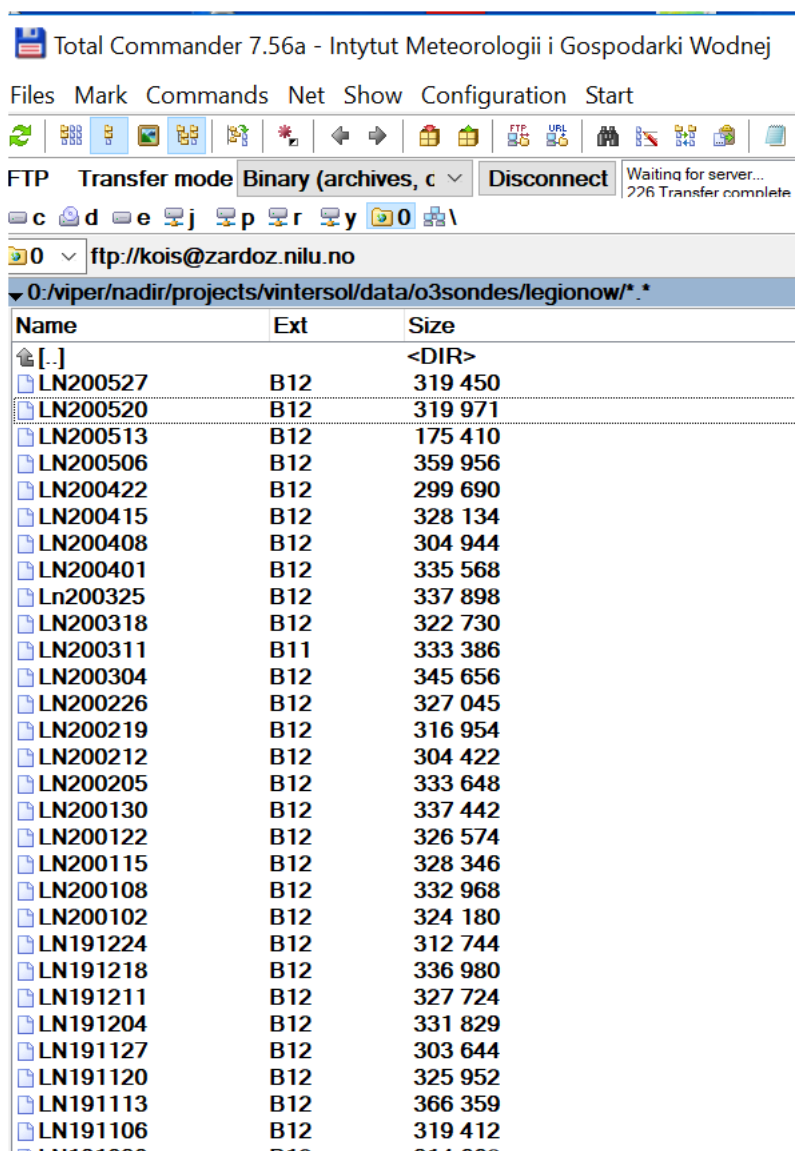 Total Commander 7.56a - Intytut Meteorologii i Gospodarki Wodnej
Files Mark Commands Net Show Configuration Start
FTP URL
FTP Transfer mode Binary (archives, c Disconnect Waiting for server...
226 Transfer complete
c d e j p r y 0 \
0 ftp://kois@zardoz.nilu.no
0:/viper/nadir/projects/vintersol/data/o3sondes/legionow/*.*
Name Ext Size
[..] <DIR>
LN200527 B12 319 450
LN200520 B12 319 971
LN200513 B12 175 410
LN200506 B12 359 956
LN200422 B12 299 690
LN200415 B12 328 134
LN200408 B12 304 944
LN200401 B12 335 568
Ln200325 B12 337 898
LN200318 B12 322 730
LN200311 B11 333 386
LN200304 B12 345 656
LN200226 B12 327 045
LN200219 B12 316 954
LN200212 B12 304 422
LN200205 B12 333 648
LN200130 B12 337 442
LN200122 B12 326 574
LN200115 B12 328 346
LN200108 B12 332 968
LN200102 B12 324 180
LN191224 B12 312 744
LN191218 B12 336 980
LN191211 B12 327 724
LN191204 B12 331 829
LN191127 B12 303 644
LN191120 B12 325 952
LN191113 B12 366 359
LN191106 B12 319 412